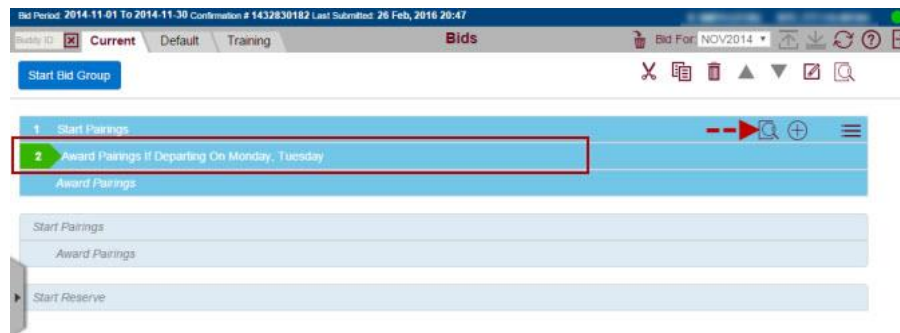 Bid Period: 2014-11-01 To 2014-11-30 Confirmation # 1432830182 Last Submitted: 26 Feb, 2016 20:47
Buddy ID Current Default Training Bids Bid For: NOV2014
Start Bid Group
1 Start Pairings
2 Award Pairings If Departing On Monday, Tuesday
Award Pairings
Start Pairings
Award Pairings
Start Reserve